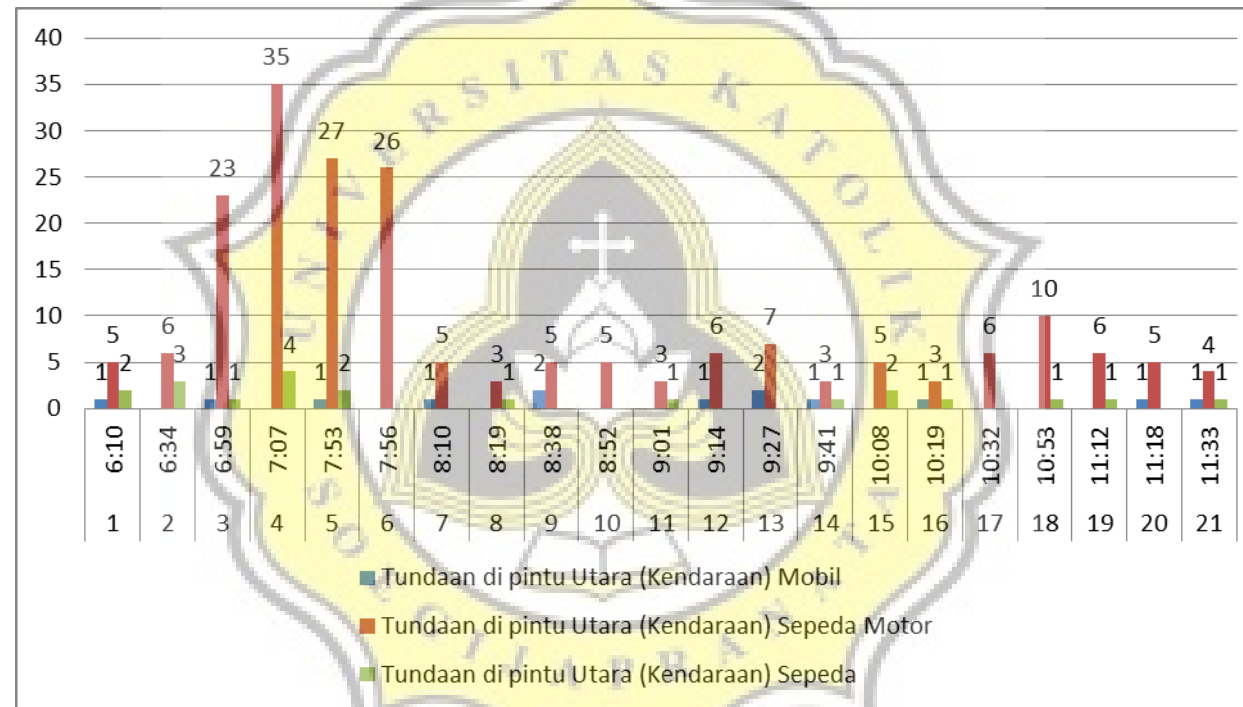 40
35
30
25
20
15
10
5
0
1 5 2
6 3
1 23 1
35 4
1 27 2
26
1 5
3 1
2 5
5
3 1
1 6
2 7
1 3 1
5 2
1 3 1
6
10 1
6 1
1 5
1 4 1
6:10 6:34 6:59 7:07 7:53 7:56 8:10 8:19 8:38 8:52 9:01 9:14 9:27 9:41 10:08 10:19 10:32 10:53 11:12 11:18 11:33
1 2 3 4 5 6 7 8 9 10 11 12 13 14 15 16 17 18 19 20 21
Tundaan di pintu Utara (Kendaraan) Mobil
Tundaan di pintu Utara (Kendaraan) Sepeda Motor
Tundaan di pintu Utara (Kendaraan) Sepeda
UNIVERSITAS KATOLIK
SOEGIJAPRANATA